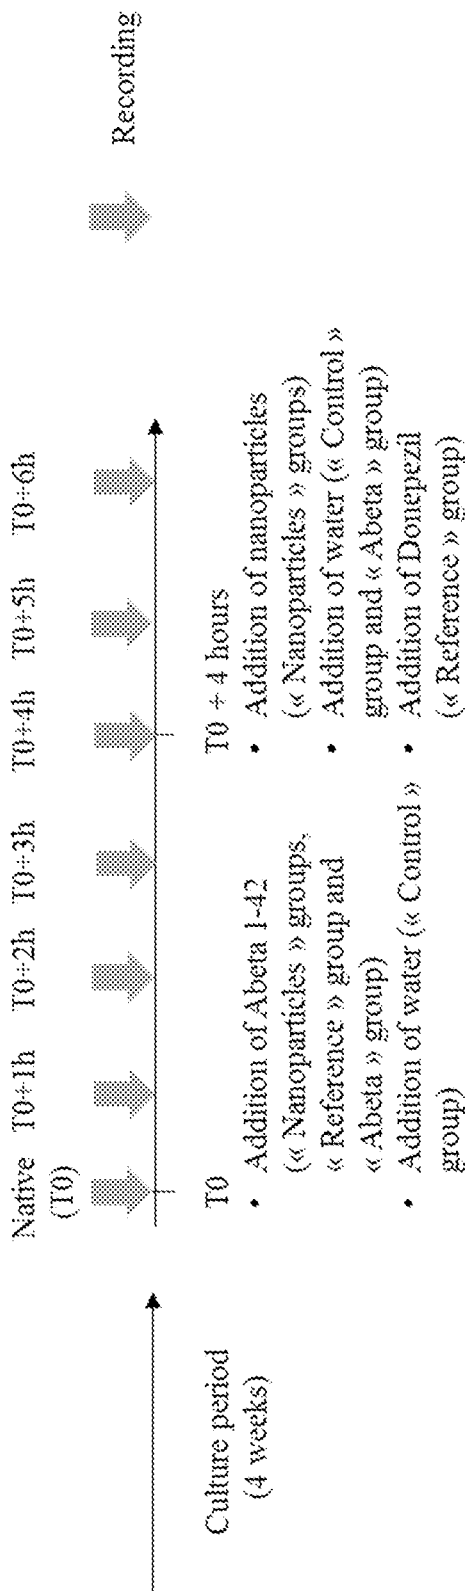 Native T0+1h T0+2h T0+3h T0+4h T0+5h T0+6h
(T0)
Recording
Culture period
(4 weeks)
T0
• Addition of Abeta 1-42
(« Nanoparticles » groups,
« Reference » group and
« Abeta » group)
• Addition of water (« Control »
group)
T0 + 4 hours
• Addition of nanoparticles
(« Nanoparticles » groups)
• Addition of water (« Control »
group and « Abeta » group)
• Addition of Donepezil
(« Reference » group)